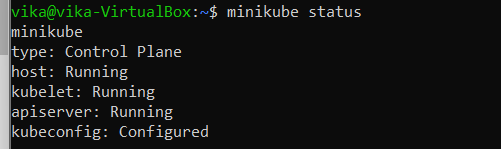 vika@vika-VirtualBox:~$ minikube status
minikube
type: Control Plane
host: Running
kubelet: Running
apiserver: Running
kubeconfig: Configured